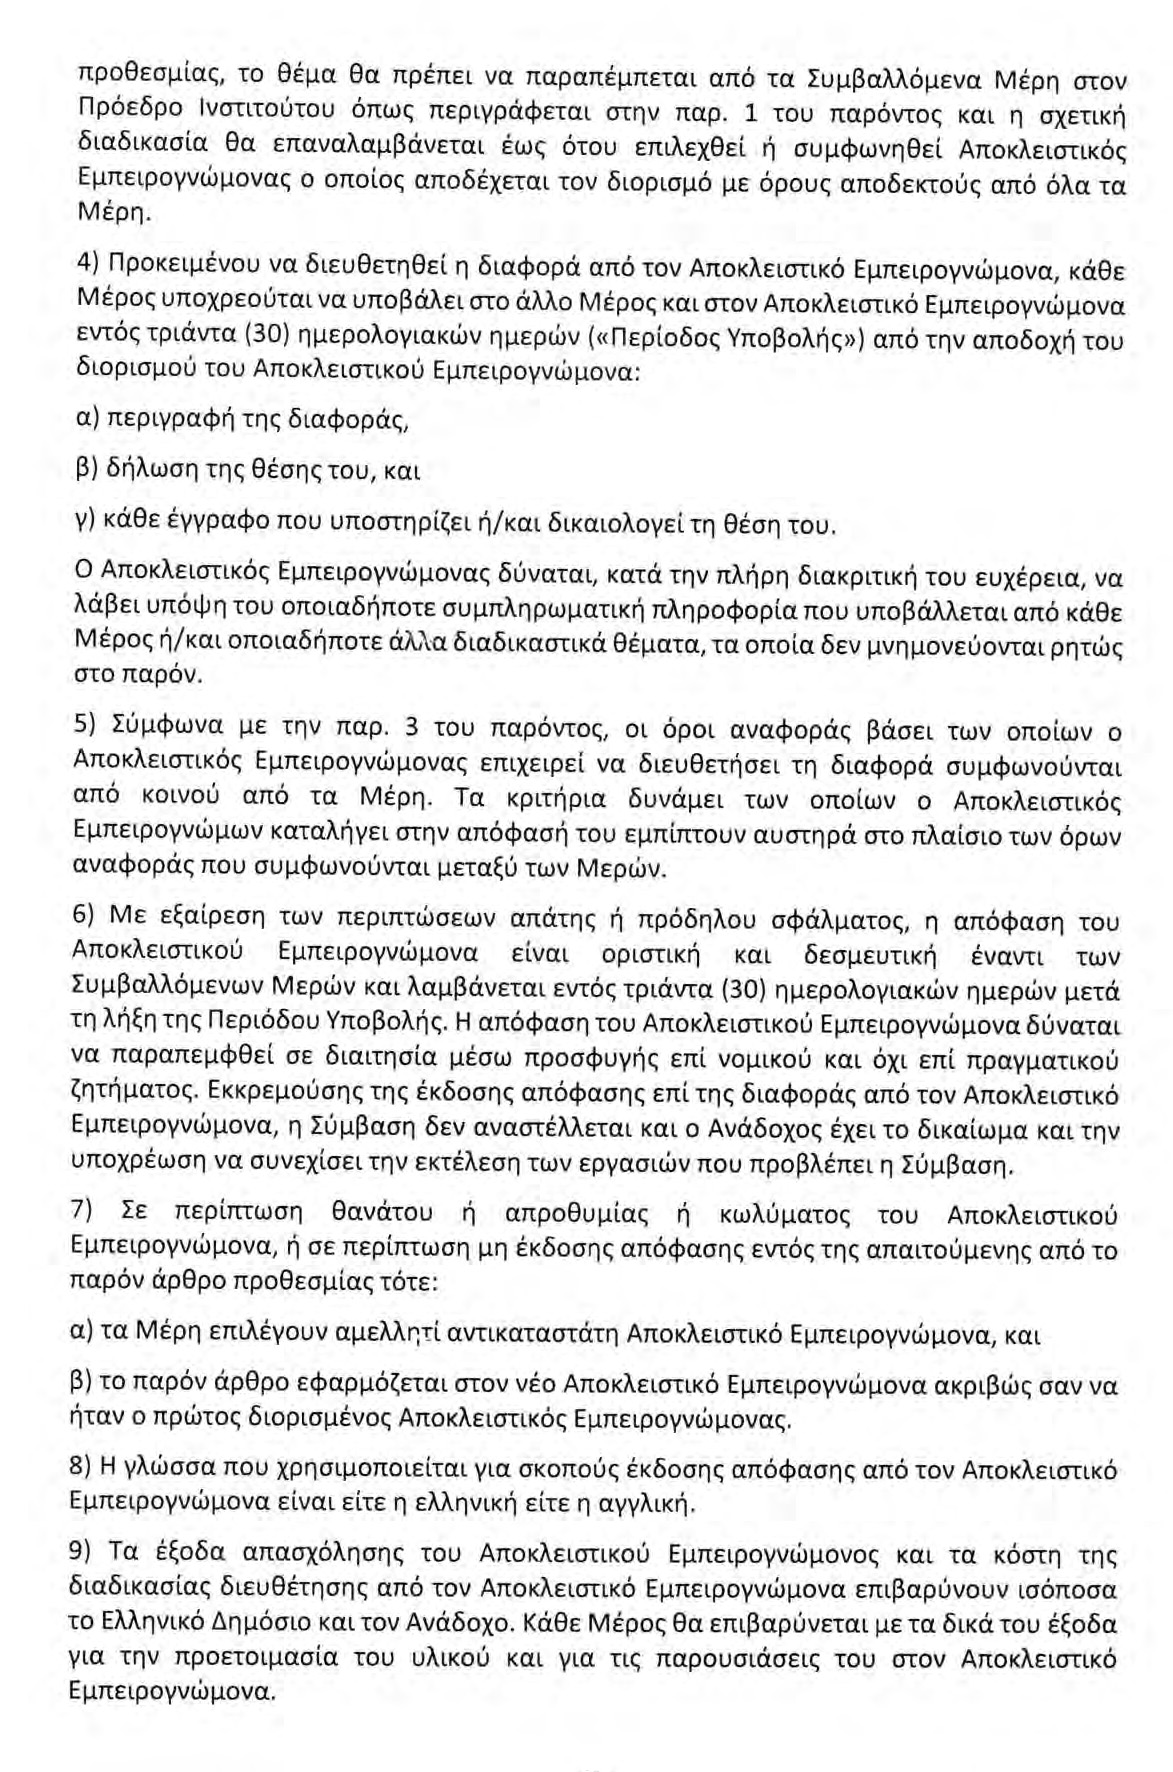 προθεσμίας, το θέμα θα πρέπει να παραπέμπεται από τα Συμβαλλόμενα Μέρη στον
Πρόεδρο Ινστιτούτου όπως περιγράφεται στην παρ. 1 του παρόντος και η σχετική
διαδικασία θα επαναλαμβάνεται έως ότου επιλεχθεί ή συμφωνηθεί Αποκλειστικός
Εμπειρογνώμονας ο οποίος αποδέχεται τον διορισμό με όρους αποδεκτούς από όλα τα
Μέρη.
4) Προκειμένου να διευθετηθεί η διαφορά από τον Αποκλειστικό Εμπειρογνώμονα, κάθε
Μέρος υποχρεούται να υποβάλει στο άλλο Μέρος και στον Αποκλειστικό Εμπειρογνώμονα
εντός τριάντα (30) ημερολογιακών ημερών («Περίοδος Υποβολής») από την αποδοχή του
διορισμού του Αποκλειστικού Εμπειρογνώμονα:
α) περιγραφή της διαφοράς,
β) δήλωση της θέσης του, και
γ) κάθε έγγραφο που υποστηρίζει ή/και δικαιολογεί τη θέση του.
Ο Αποκλειστικός Εμπειρογνώμονας δύναται, κατά την πλήρη διακριτική του ευχέρεια, να
λάβει υπόψη του οποιαδήποτε συμπληρωματική πληροφορία που υποβάλλεται από κάθε
Μέρος ή/και οποιαδήποτε άλλα διαδικαστικά θέματα, τα οποία δεν μνημονεύονται ρητώς
στο παρόν.
5) Σύμφωνα με την παρ. 3 του παρόντος, οι όροι αναφοράς βάσει των οποίων ο
Αποκλειστικός Εμπειρογνώμονας επιχειρεί να διευθετήσει τη διαφορά συμφωνούνται
από κοινού από τα Μέρη. Τα κριτήρια δυνάμει των οποίων ο Αποκλειστικός
Εμπειρογνώμων καταλήγει στην απόφασή του εμπίπτουν αυστηρά στο πλαίσιο των όρων
αναφοράς που συμφωνούνται μεταξύ των Μερών.
6) Με εξαίρεση των περιπτώσεων απάτης ή πρόδηλου σφάλματος, η απόφαση του
Αποκλειστικού Εμπειρογνώμονα είναι οριστική και δεσμευτική έναντι των
Συμβαλλόμενων Μερών και λαμβάνεται εντός τριάντα (30) ημερολογιακών ημερών μετά
τη λήξη της Περιόδου Υποβολής. Η απόφαση του Αποκλειστικού Εμπειρογνώμονα δύναται
να παραπεμφθεί σε διαιτησία μέσω προσφυγής επί νομικού και όχι επί πραγματικού
ζητήματος. Εκκρεμούσης της έκδοσης απόφασης επί της διαφοράς από τον Αποκλειστικό
Εμπειρογνώμονα, η Σύμβαση δεν αναστέλλεται και ο Ανάδοχος έχει το δικαίωμα και την
υποχρέωση να συνεχίσει την εκτέλεση των εργασιών που προβλέπει η Σύμβαση.
7) Σε περίπτωση θανάτου ή απροθυμίας ή κωλύματος του Αποκλειστικού
Εμπειρογνώμονα, ή σε περίπτωση μη έκδοσης απόφασης εντός της απαιτούμενης από το
παρόν άρθρο προθεσμίας τότε:
α) τα Μέρη επιλέγουν αμελλητί αντικαταστάτη Αποκλειστικό Εμπειρογνώμονα, και
β) το παρόν άρθρο εφαρμόζεται στον νέο Αποκλειστικό Εμπειρογνώμονα ακριβώς σαν να
ήταν ο πρώτος διορισμένος Αποκλειστικός Εμπειρογνώμονας.
8) Η γλώσσα που χρησιμοποιείται για σκοπούς έκδοσης απόφασης από τον Αποκλειστικό
Εμπειρογνώμονα είναι είτε η ελληνική είτε η αγγλική.
9) Τα έξοδα απασχόλησης του Αποκλειστικού Εμπειρογνώμονος και τα κόστη της
διαδικασίας διευθέτησης από τον Αποκλειστικό Εμπειρογνώμονα επιβαρύνουν ισόποσα
το Ελληνικό Δημόσιο και τον Ανάδοχο. Κάθε Μέρος θα επιβαρύνεται με τα δικά του έξοδα
για την προετοιμασία του υλικού και για τις παρουσιάσεις του στον Αποκλειστικό
Εμπειρογνώμονα.